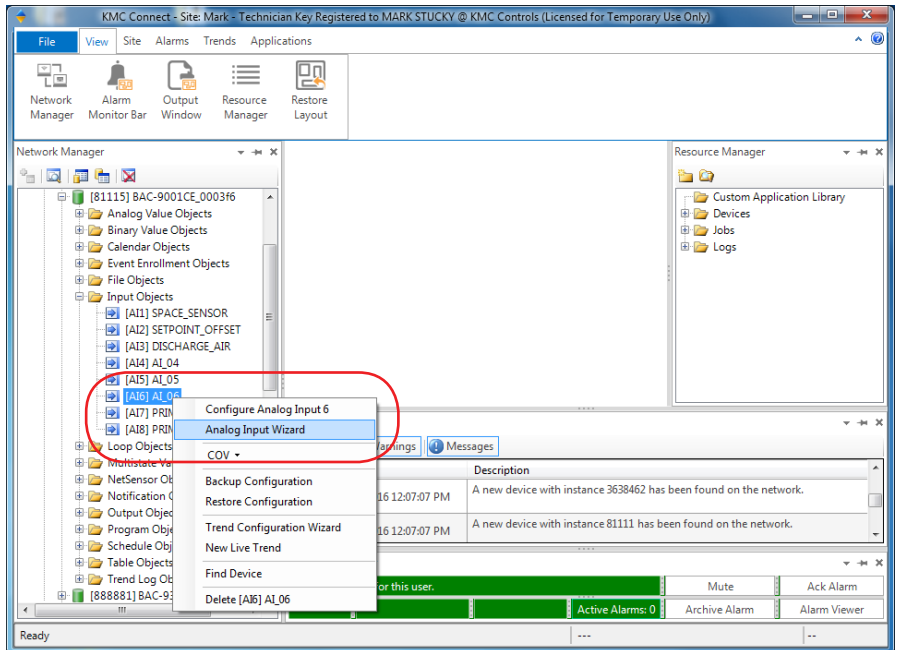 KMC Connect - Site: Mark - Technician Key Registered to MARK STUCKY @ KMC Controls (Licensed for Temporary Use Only)
File View Site Alarms Trends Applications
Network Manager
Alarm Monitor Bar
Output Window
Resource Manager
Restore Layout
Network Manager
[81115] BAC-9001CE_0003f6
Analog Value Objects
Binary Value Objects
Calendar Objects
Event Enrollment Objects
File Objects
Input Objects
[AI1] SPACE_SENSOR
[AI2] SETPOINT_OFFSET
[AI3] DISCHARGE_AIR
[AI4] AI_04
[AI5] AI_05
[AI6] AI_06
[AI7] PRIM
[AI8] PRIM
Loop Objects
Multistate Va
NetSensor Ob
Notification
Output Objec
Program Obje
Schedule Obj
Table Objects
Trend Log Ob
[888881] BAC-93
Configure Analog Input 6
Analog Input Wizard
COV
Backup Configuration
Restore Configuration
Trend Configuration Wizard
New Live Trend
Find Device
Delete [AI6] AI_06
Resource Manager
Custom Application Library
Devices
Jobs
Logs
Warnings Messages
Description
16 12:07:07 PM A new device with instance 3638462 has been found on the network.
16 12:07:07 PM A new device with instance 81111 has been found on the network.
or this user. Mute Ack Alarm
Active Alarms: 0 Archive Alarm Alarm Viewer
Ready --- --